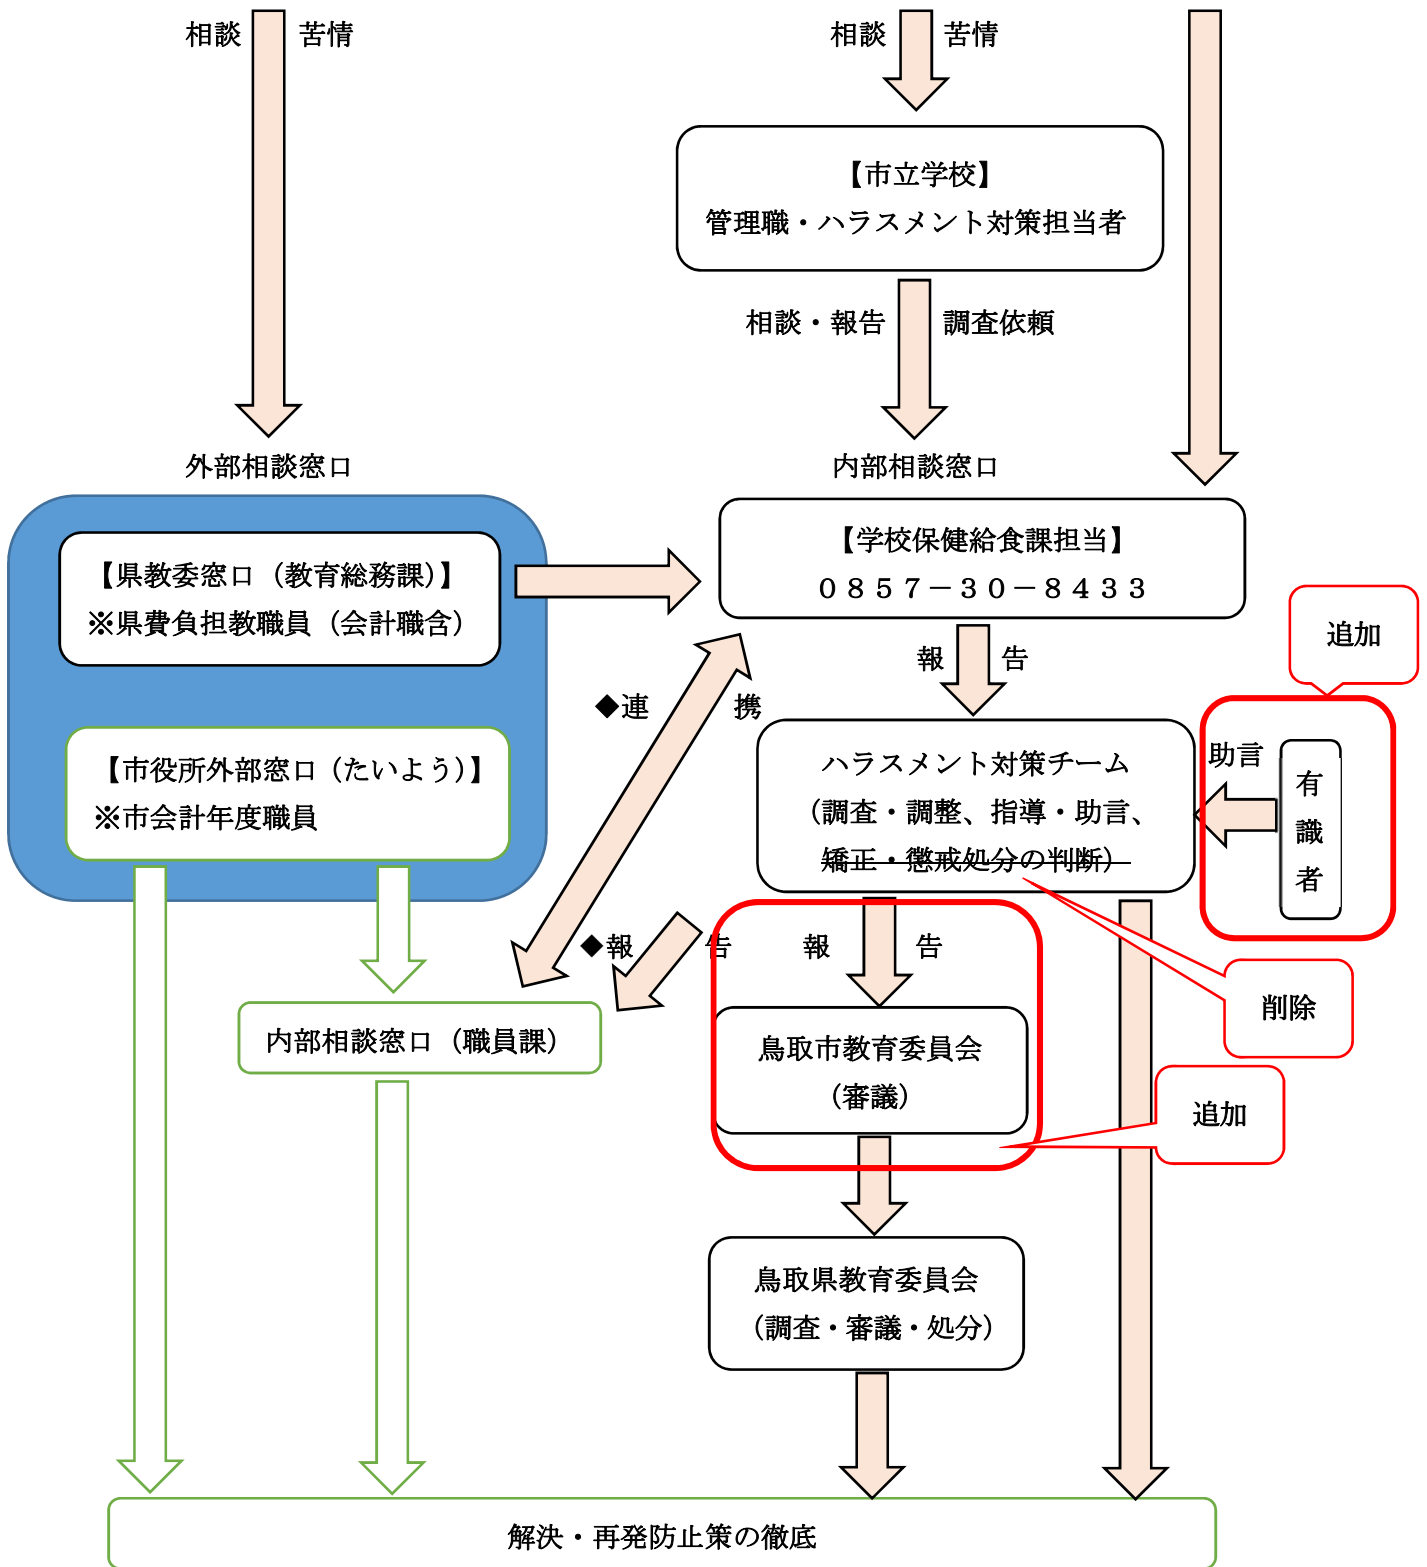 相談 苦情
相談 苦情
【市立学校】
管理職・ハラスメント対策担当者
相談・報告 調査依頼
外部相談窓口
内部相談窓口
【県教委窓口（教育総務課）】
※県費負担教職員（会計職含）
【学校保健給食課担当】
０８５７－３０－８４３３
追加
報 告
◆連 携
【市役所外部窓口（たいよう）】
※市会計年度職員
ハラスメント対策チーム
（調査・調整、指導・助言、
矯正・懲戒処分の判断）
助言
有
識
者
◆報 告
報 告
削除
内部相談窓口（職員課）
鳥取市教育委員会
（審議）
追加
鳥取県教育委員会
（調査・審議・処分）
解決・再発防止策の徹底